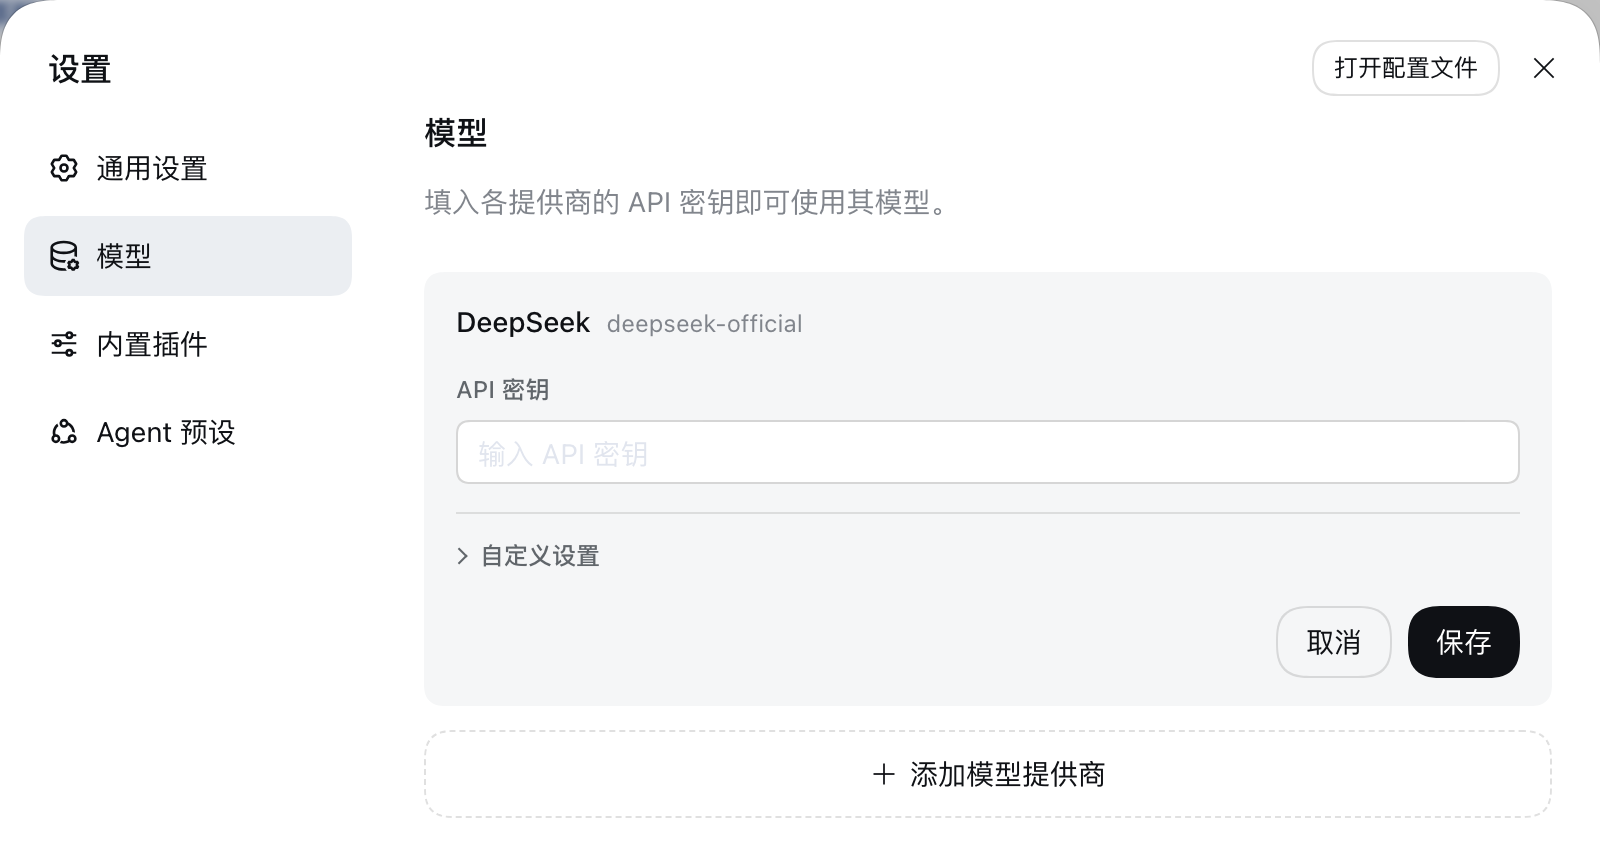 设置
打开配置文件
通用设置
模型
内置插件
Agent 预设
模型
填入各提供商的 API 密钥即可使用其模型。
DeepSeek deepseek-official
API 密钥
输入 API 密钥
自定义设置
取消
保存
添加模型提供商